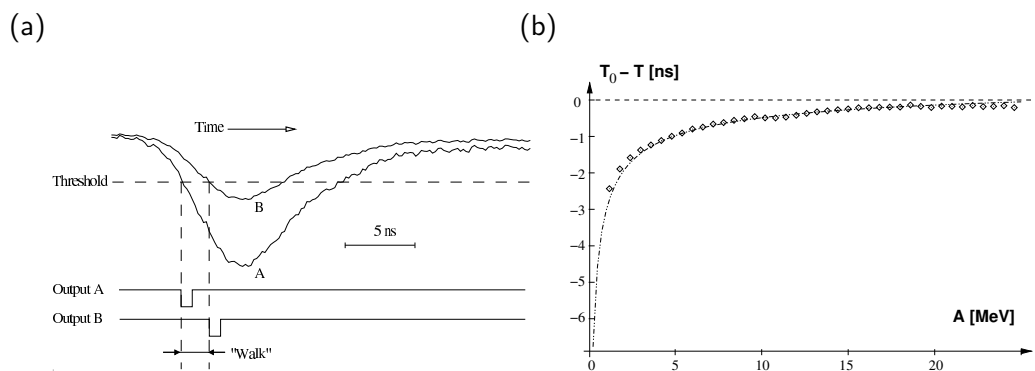 (a)
Time
Threshold
B
A
5 ns
Output A
Output B
"Walk"
(b)
T0 – T [ns]
0
−1
−2
−3
−4
−5
−6
A [MeV]
0 5 10 15 20